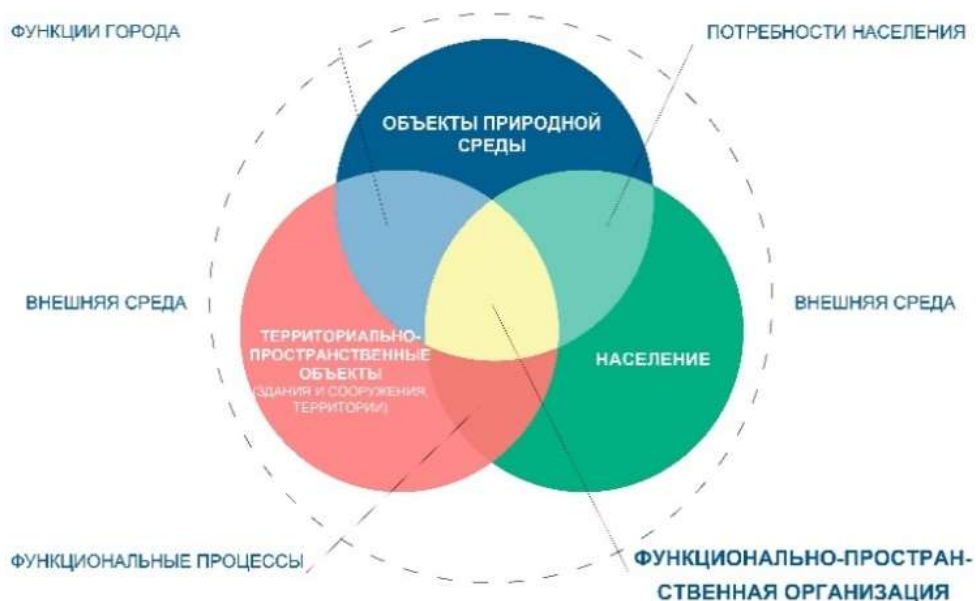 ФУНКЦИИ ГОРОДА
ПОТРЕБНОСТИ НАСЕЛЕНИЯ
ОБЪЕКТЫ ПРИРОДНОЙ
СРЕДЫ
ВНЕШНЯЯ СРЕДА
ВНЕШНЯЯ СРЕДА
ТЕРРИТОРИАЛЬНО-
ПРОСТРАНСТВЕННЫЕ
ОБЪЕКТЫ
(ЗДАНИЯ И СООРУЖЕНИЯ,
ТЕРРИТОРИИ)
НАСЕЛЕНИЕ
ФУНКЦИОНАЛЬНЫЕ ПРОЦЕССЫ
ФУНКЦИОНАЛЬНО-ПРОСТРАН-
СТВЕННАЯ ОРГАНИЗАЦИЯ